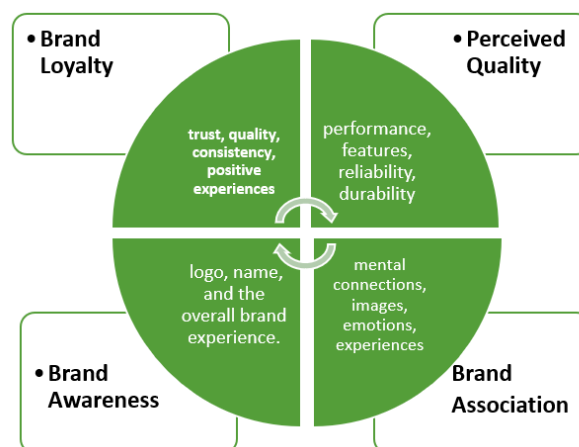 • Brand
Loyalty
• Perceived
Quality
trust, quality,
consistency,
positive
experiences
performance,
features,
reliability,
durability
logo, name,
and the
overall brand
experience.
mental
connections,
images,
emotions,
experiences
• Brand
Awareness
Brand
Association